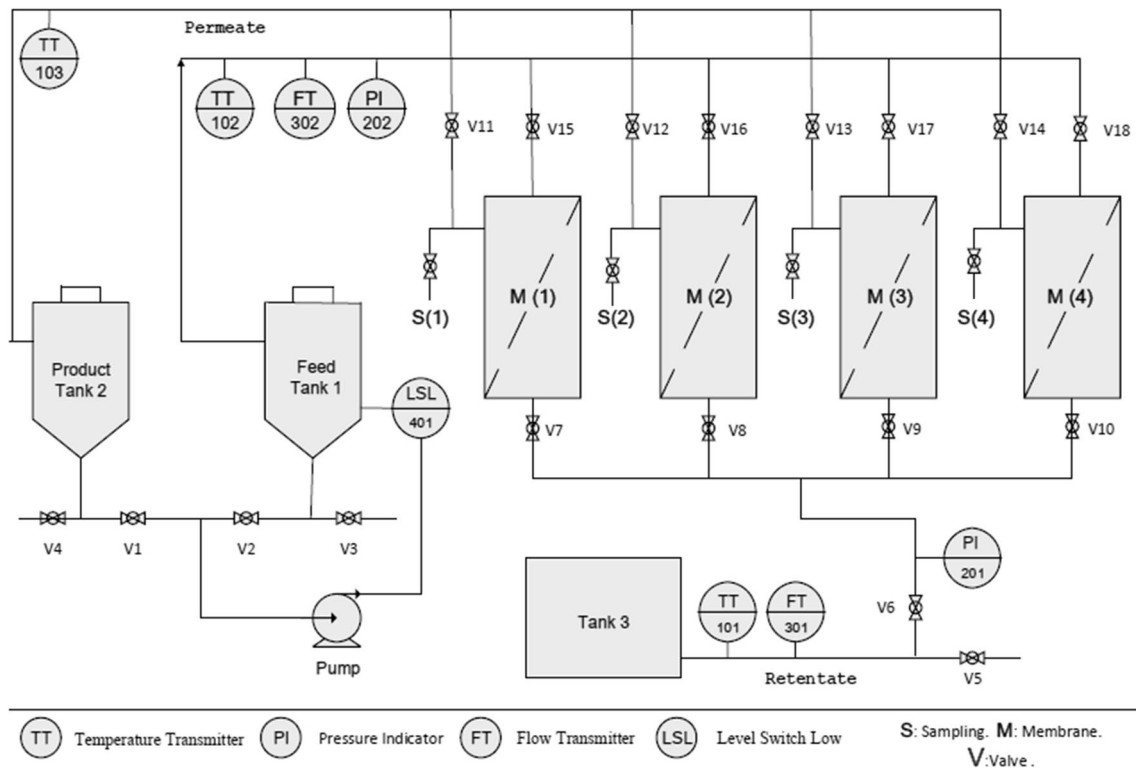 Permeate
TT
103
TT
102
FT
302
PI
202
V11
V15
V12
V16
V13
V17
V14
V18
M (1)
M (2)
M (3)
M (4)
S(1)
S(2)
S(3)
S(4)
Product
Tank 2
Feed
Tank 1
LSL
401
V7
V8
V9
V10
V4
V1
V2
V3
PI
201
Tank 3
TT
101
FT
301
V6
Pump
Retentate
V5
TT Temperature Transmitter PI Pressure Indicator FT Flow Transmitter LSL Level Switch Low S: Sampling. M: Membrane.
V:Valve .